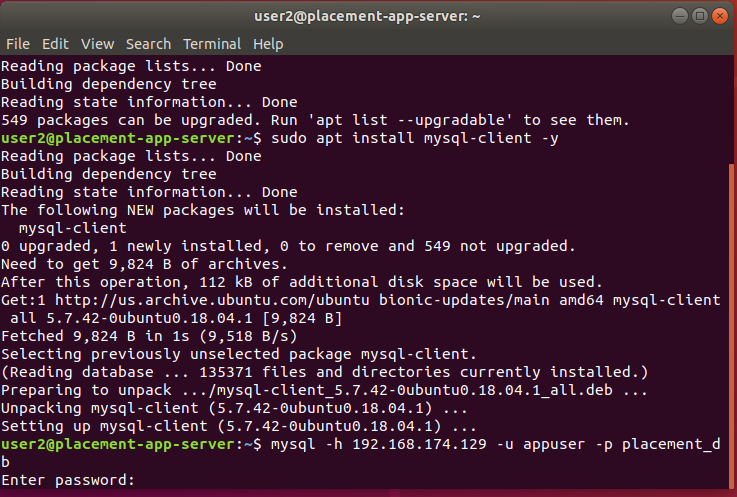 user2@placement-app-server: ~
File Edit View Search Terminal Help
Reading package lists... Done
Building dependency tree
Reading state information... Done
549 packages can be upgraded. Run 'apt list --upgradable' to see them.
user2@placement-app-server:~$ sudo apt install mysql-client -y
Reading package lists... Done
Building dependency tree
Reading state information... Done
The following NEW packages will be installed:
  mysql-client
0 upgraded, 1 newly installed, 0 to remove and 549 not upgraded.
Need to get 9,824 B of archives.
After this operation, 112 kB of additional disk space will be used.
Get:1 http://us.archive.ubuntu.com/ubuntu bionic-updates/main amd64 mysql-client
 all 5.7.42-0ubuntu0.18.04.1 [9,824 B]
Fetched 9,824 B in 1s (9,518 B/s)
Selecting previously unselected package mysql-client.
(Reading database ... 135371 files and directories currently installed.)
Preparing to unpack .../mysql-client_5.7.42-0ubuntu0.18.04.1_all.deb ...
Unpacking mysql-client (5.7.42-0ubuntu0.18.04.1) ...
Setting up mysql-client (5.7.42-0ubuntu0.18.04.1) ...
user2@placement-app-server:~$ mysql -h 192.168.174.129 -u appuser -p placement_d
b
Enter password: